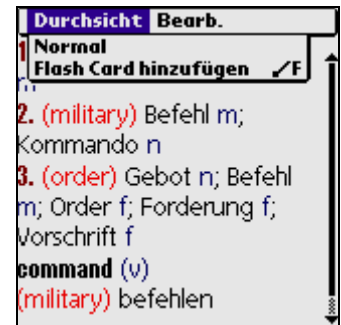 Durchsicht Bearb.
Normal
Flash Card hinzufügen ✓F
1
m
2. (military) Befehl m;
Kommando n
3. (order) Gebot n; Befehl
m; Order f; Forderung f;
Vorschrift f
command (v)
(military) befehlen